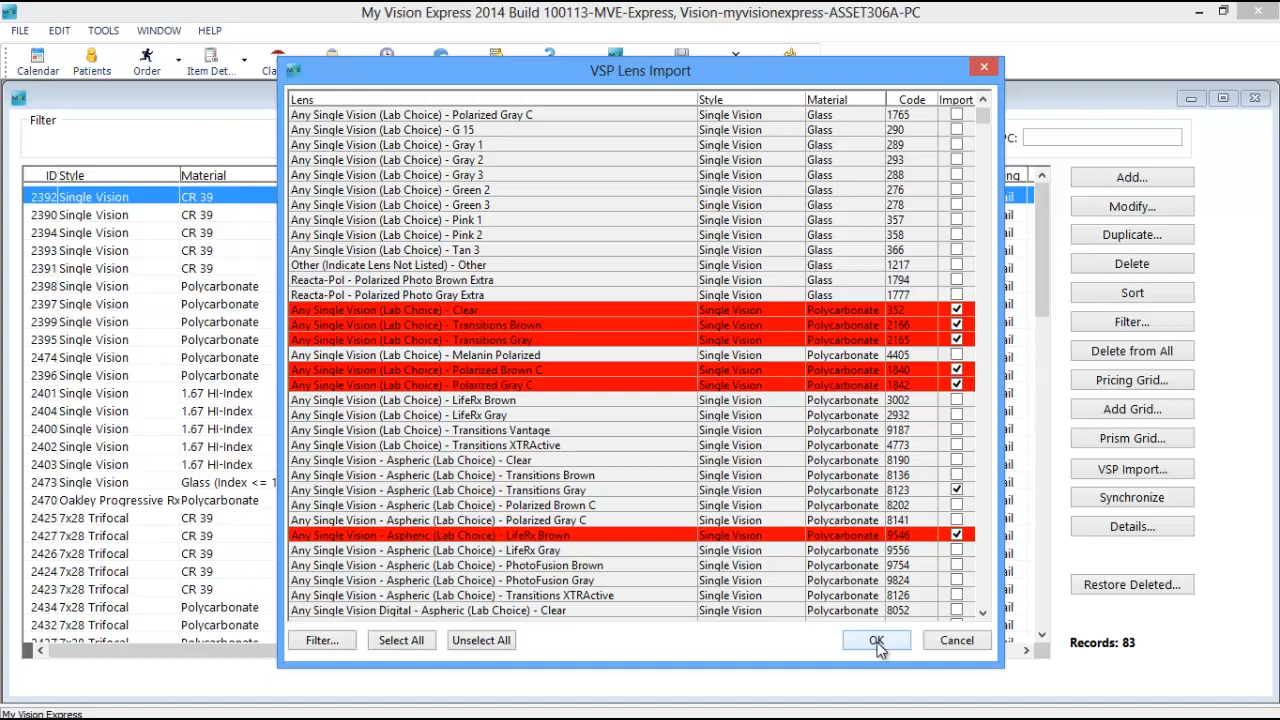 My Vision Express 2014 Build 100113-MVE-Express, Vision-myvisionexpress-ASSET306A-PC
FILE EDIT TOOLS WINDOW HELP
Calendar Patients Order Item Det...
Filter
ID Style Material
2392 Single Vision CR 39
2390 Single Vision CR 39
2394 Single Vision CR 39
2393 Single Vision CR 39
2391 Single Vision CR 39
2398 Single Vision Polycarbonate
2397 Single Vision Polycarbonate
2399 Single Vision Polycarbonate
2395 Single Vision Polycarbonate
2474 Single Vision Polycarbonate
2396 Single Vision Polycarbonate
2401 Single Vision 1.67 HI-Index
2404 Single Vision 1.67 HI-Index
2400 Single Vision 1.67 HI-Index
2402 Single Vision 1.67 HI-Index
2403 Single Vision 1.67 HI-Index
2473 Single Vision Glass (Index <= 1
2470 Oakley Progressive Rx Polycarbonate
2425 7x28 Trifocal CR 39
2427 7x28 Trifocal CR 39
2426 7x28 Trifocal CR 39
2424 7x28 Trifocal CR 39
2423 7x28 Trifocal CR 39
2434 7x28 Trifocal Polycarbonate
2432 7x28 Trifocal Polycarbonate
VSP Lens Import
Lens Style Material Code Import
Any Single Vision (Lab Choice) - Polarized Gray C Single Vision Glass 1765
Any Single Vision (Lab Choice) - G 15 Single Vision Glass 290
Any Single Vision (Lab Choice) - Gray 1 Single Vision Glass 289
Any Single Vision (Lab Choice) - Gray 2 Single Vision Glass 293
Any Single Vision (Lab Choice) - Gray 3 Single Vision Glass 288
Any Single Vision (Lab Choice) - Green 2 Single Vision Glass 273
Any Single Vision (Lab Choice) - Green 3 Single Vision Glass 278
Any Single Vision (Lab Choice) - Pink 1 Single Vision Glass 357
Any Single Vision (Lab Choice) - Pink 2 Single Vision Glass 358
Any Single Vision (Lab Choice) - Tan 3 Single Vision Glass 366
Other (Indicate Lens Not Listed) - Other Single Vision Glass 1217
Reacta-Pol - Polarized Photo Brown Extra Single Vision Glass 1794
Reacta-Pol - Polarized Photo Gray Extra Single Vision Glass 1777
Any Single Vision (Lab Choice) - Clear Single Vision Polycarbonate 352
Any Single Vision (Lab Choice) - Transitions Brown Single Vision Polycarbonate 2166
Any Single Vision (Lab Choice) - Transitions Gray Single Vision Polycarbonate 2165
Any Single Vision (Lab Choice) - Melanin Polarized Single Vision Polycarbonate 4405
Any Single Vision (Lab Choice) - Polarized Brown C Single Vision Polycarbonate 1840
Any Single Vision (Lab Choice) - Polarized Gray C Single Vision Polycarbonate 1842
Any Single Vision (Lab Choice) - LifeRx Brown Single Vision Polycarbonate 3002
Any Single Vision (Lab Choice) - LifeRx Gray Single Vision Polycarbonate 2932
Any Single Vision (Lab Choice) - Transitions Vantage Single Vision Polycarbonate 9187
Any Single Vision (Lab Choice) - Transitions XTRActive Single Vision Polycarbonate 4773
Any Single Vision - Aspheric (Lab Choice) - Clear Single Vision Polycarbonate 8190
Any Single Vision - Aspheric (Lab Choice) - Transitions Brown Single Vision Polycarbonate 8136
Any Single Vision - Aspheric (Lab Choice) - Transitions Gray Single Vision Polycarbonate 8123
Any Single Vision - Aspheric (Lab Choice) - Polarized Brown C Single Vision Polycarbonate 8202
Any Single Vision - Aspheric (Lab Choice) - Polarized Gray C Single Vision Polycarbonate 8141
Any Single Vision - Aspheric (Lab Choice) - LifeRx Brown Single Vision Polycarbonate 9546
Any Single Vision - Aspheric (Lab Choice) - LifeRx Gray Single Vision Polycarbonate 9556
Any Single Vision - Aspheric (Lab Choice) - PhotoFusion Brown Single Vision Polycarbonate 9754
Any Single Vision - Aspheric (Lab Choice) - PhotoFusion Gray Single Vision Polycarbonate 9824
Any Single Vision - Aspheric (Lab Choice) - Transitions XTRActive Single Vision Polycarbonate 8126
Any Single Vision Digital - Aspheric (Lab Choice) - Clear Single Vision Polycarbonate 8052
Filter... Select All Unselect All OK Cancel
PC:
Add...
Modify...
Duplicate...
Delete
Sort
Filter...
Delete from All
Pricing Grid...
Add Grid...
Prism Grid...
VSP Import...
Synchronize
Details...
Restore Deleted...
Records: 83
My Vision Express